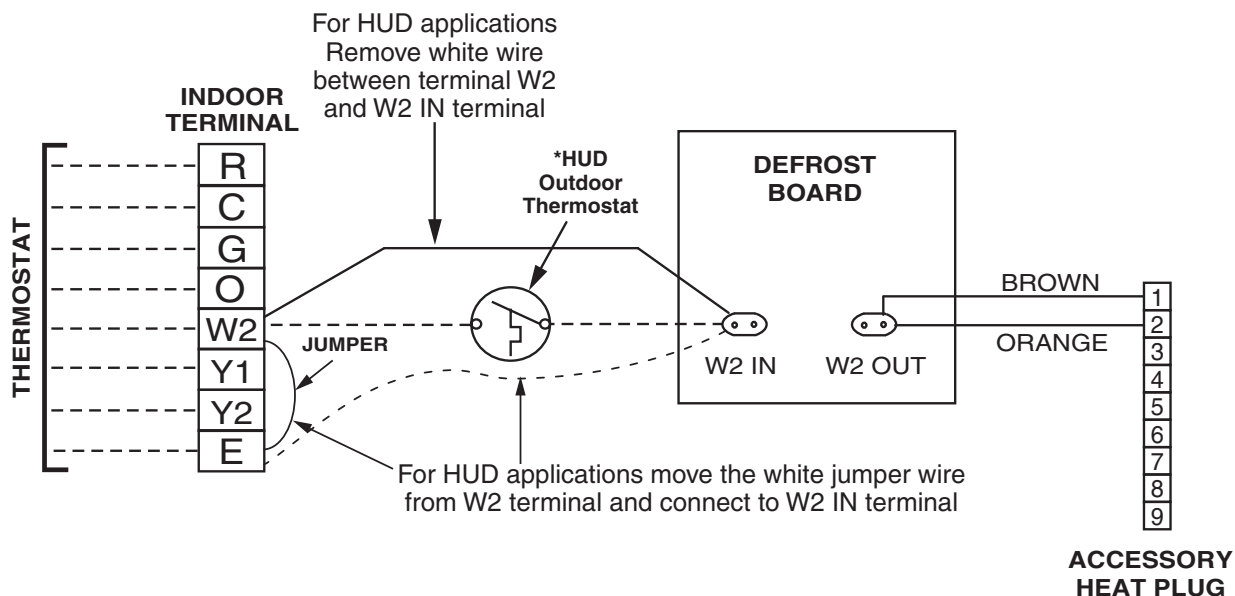 For HUD applications
Remove white wire
between terminal W2
and W2 IN terminal
INDOOR
TERMINAL
THERMOSTAT
R
C
G
O
W2
Y1
Y2
E
JUMPER
*HUD
Outdoor
Thermostat
DEFROST
BOARD
W2 IN
W2 OUT
BROWN
ORANGE
1
2
3
4
5
6
7
8
9
For HUD applications move the white jumper wire
from W2 terminal and connect to W2 IN terminal
ACCESSORY
HEAT PLUG